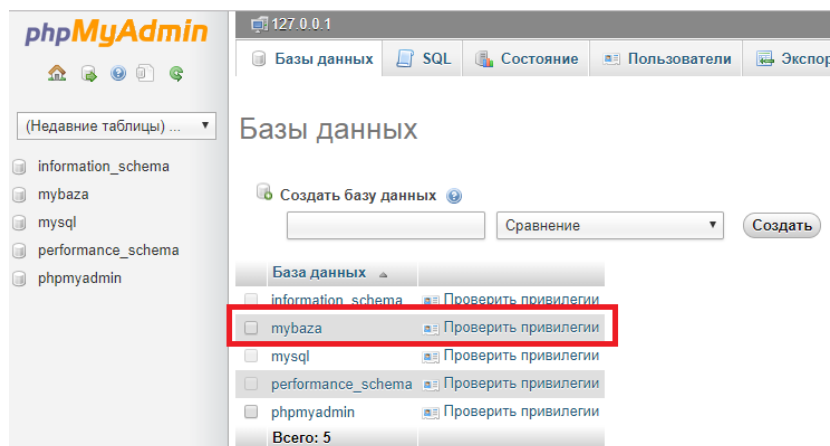 phpMyAdmin
(Недавние таблицы) ...
information_schema
mybaza
mysql
performance_schema
phpmyadmin
127.0.0.1
Базы данных SQL Состояние Пользователи Экспор
Базы данных
Создать базу данных
Сравнение Создать
База данных
information_schema Проверить привилегии
mybaza Проверить привилегии
mysql Проверить привилегии
performance_schema Проверить привилегии
phpmyadmin Проверить привилегии
Всего: 5